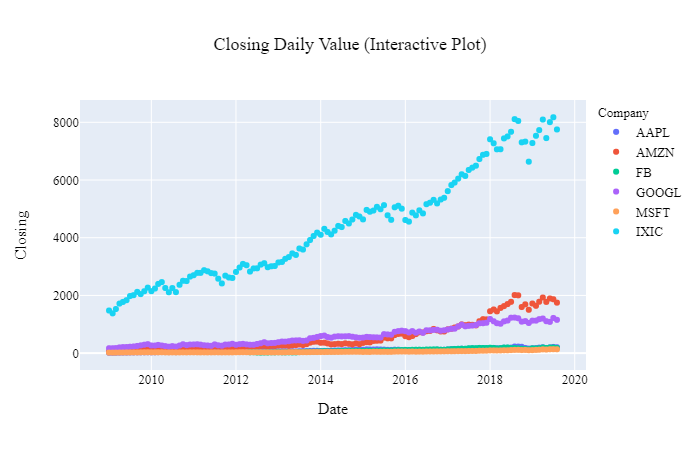 Closing Daily Value (Interactive Plot)
Company
AAPL
AMZN
FB
GOOGL
MSFT
IXIC
Closing
8000
6000
4000
2000
0
2010
2012
2014
2016
2018
2020
Date